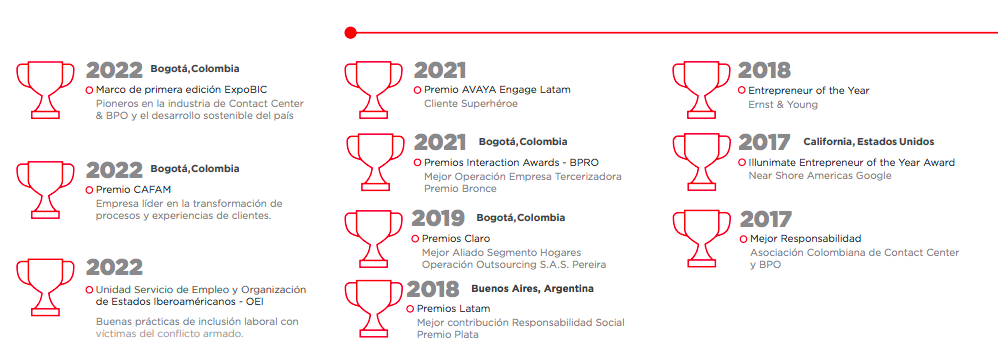 2022 Bogotá,Colombia
Marco de primera edición ExpoBIC
Pioneros en la industria de Contact Center
& BPO y el desarrollo sostenible del país
2022 Bogotá,Colombia
Premio CAFAM
Empresa líder en la transformación de
procesos y experiencias de clientes.
2022
Unidad Servicio de Empleo y Organización
de Estados Iberoaméricanos - OEI
Buenas prácticas de inclusión laboral con
víctimas del conflicto armado.
2021
Premio AVAYA Engage Latam
Cliente Superhéroe
2021 Bogotá,Colombia
Premios Interaction Awards - BPRO
Mejor Operación Empresa Tercerizadora
Premio Bronce
2019 Bogotá,Colombia
Premios Claro
Mejor Aliado Segmento Hogares
Operación Outsourcing S.A.S. Pereira
2018 Buenos Aires, Argentina
Premios Latam
Mejor contribución Responsabilidad Social
Premio Plata
2018
Entrepreneur of the Year
Ernst & Young
2017 California, Estados Unidos
Illunimate Entrepreneur of the Year Award
Near Shore Americas Google
2017
Mejor Responsabilidad
Asociación Colombiana de Contact Center
y BPO